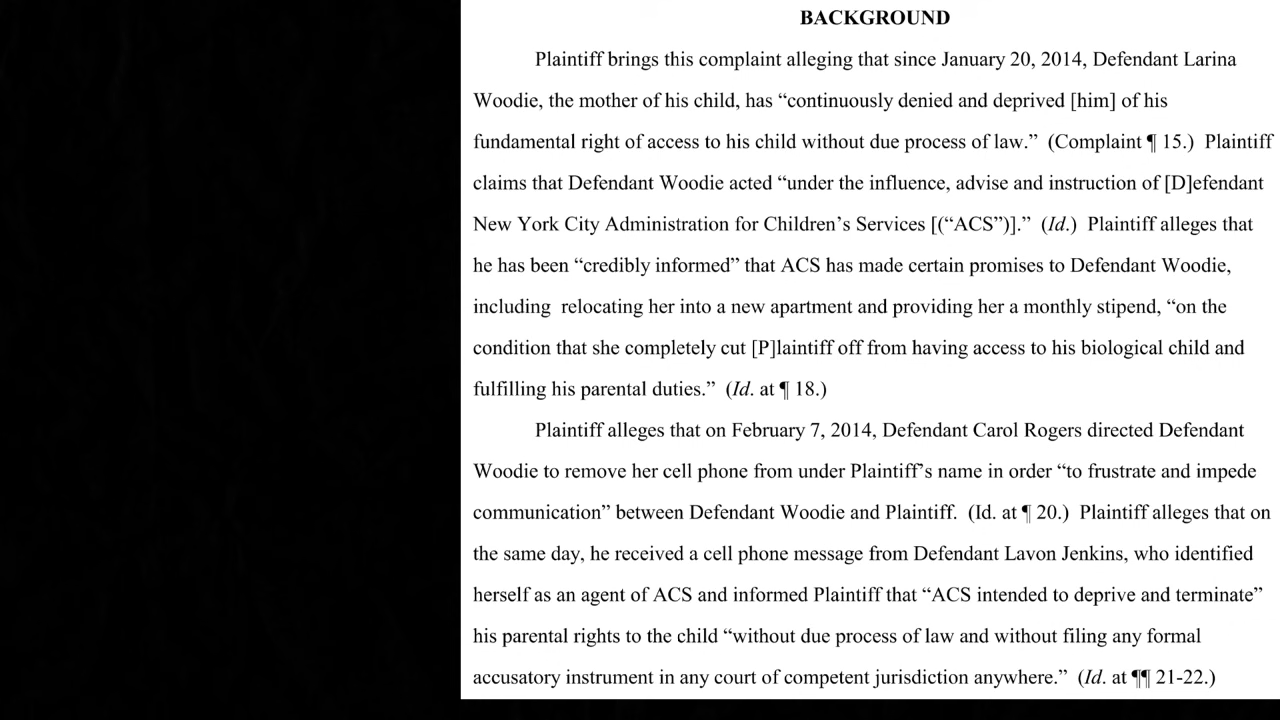 BACKGROUND
Plaintiff brings this complaint alleging that since January 20, 2014, Defendant Larina
Woodie, the mother of his child, has “continuously denied and deprived [him] of his
fundamental right of access to his child without due process of law.”  (Complaint ¶ 15.)  Plaintiff
claims that Defendant Woodie acted “under the influence, advise and instruction of [D]efendant
New York City Administration for Children’s Services [(“ACS”)].”  (Id.)  Plaintiff alleges that
he has been “credibly informed” that ACS has made certain promises to Defendant Woodie,
including  relocating her into a new apartment and providing her a monthly stipend, “on the
condition that she completely cut [P]laintiff off from having access to his biological child and
fulfilling his parental duties.”  (Id. at ¶ 18.)
Plaintiff alleges that on February 7, 2014, Defendant Carol Rogers directed Defendant
Woodie to remove her cell phone from under Plaintiff’s name in order “to frustrate and impede
communication” between Defendant Woodie and Plaintiff.  (Id. at ¶ 20.)  Plaintiff alleges that on
the same day, he received a cell phone message from Defendant Lavon Jenkins, who identified
herself as an agent of ACS and informed Plaintiff that “ACS intended to deprive and terminate”
his parental rights to the child “without due process of law and without filing any formal
accusatory instrument in any court of competent jurisdiction anywhere.”  (Id. at ¶¶ 21-22.)